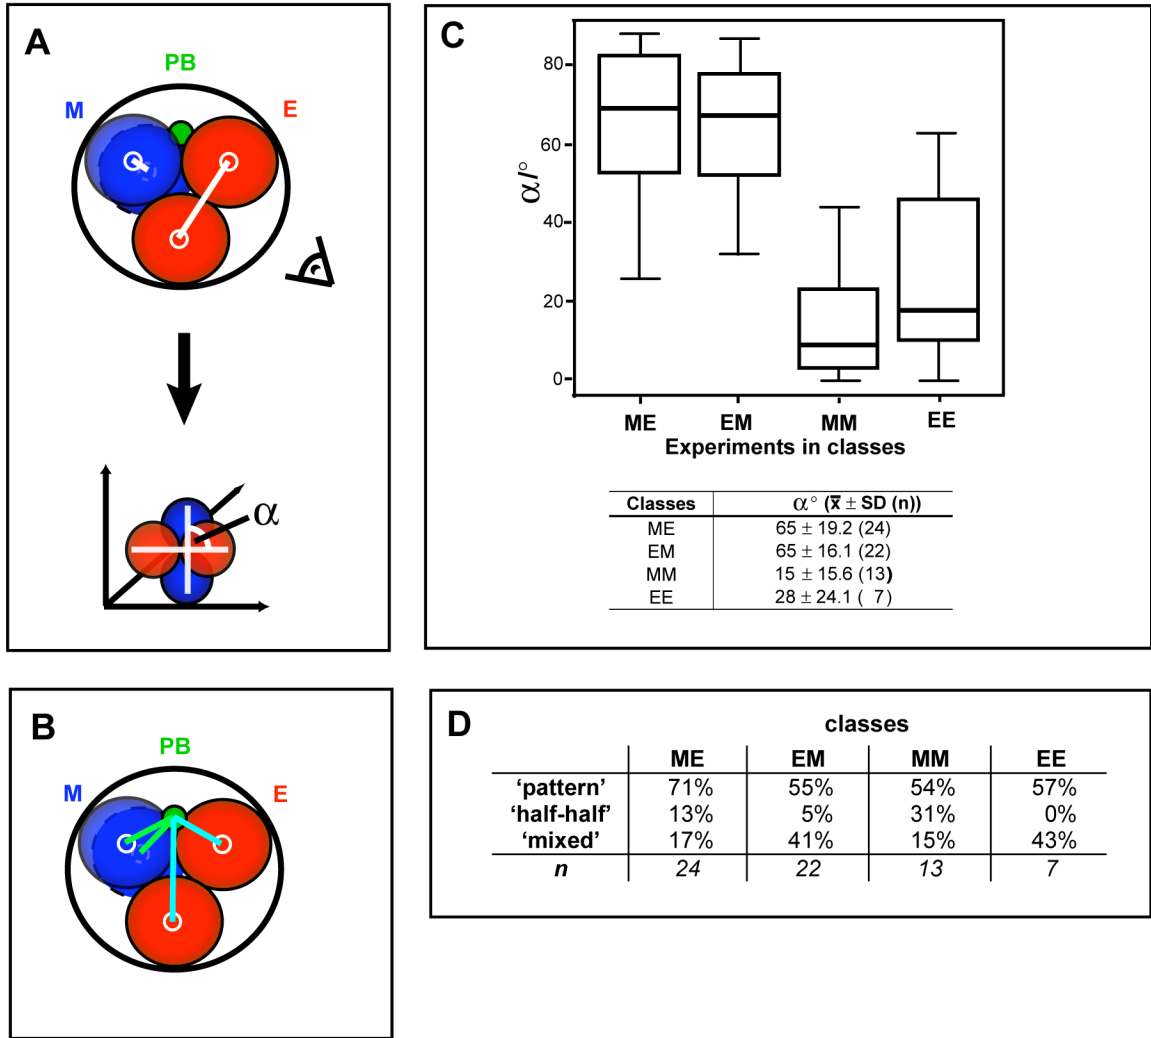 A
PB
M
E
α
B
PB
M
E
C
α/°
80
60
40
20
0
ME EM MM EE
Experiments in classes
Classes α° (x̅ ± SD (n))
ME 65 ± 19.2 (24)
EM 65 ± 16.1 (22)
MM 15 ± 15.6 (13)
EE 28 ± 24.1 ( 7)
D
classes
ME EM MM EE
‘pattern’ 71% 55% 54% 57%
‘half-half’ 13% 5% 31% 0%
‘mixed’ 17% 41% 15% 43%
n 24 22 13 7